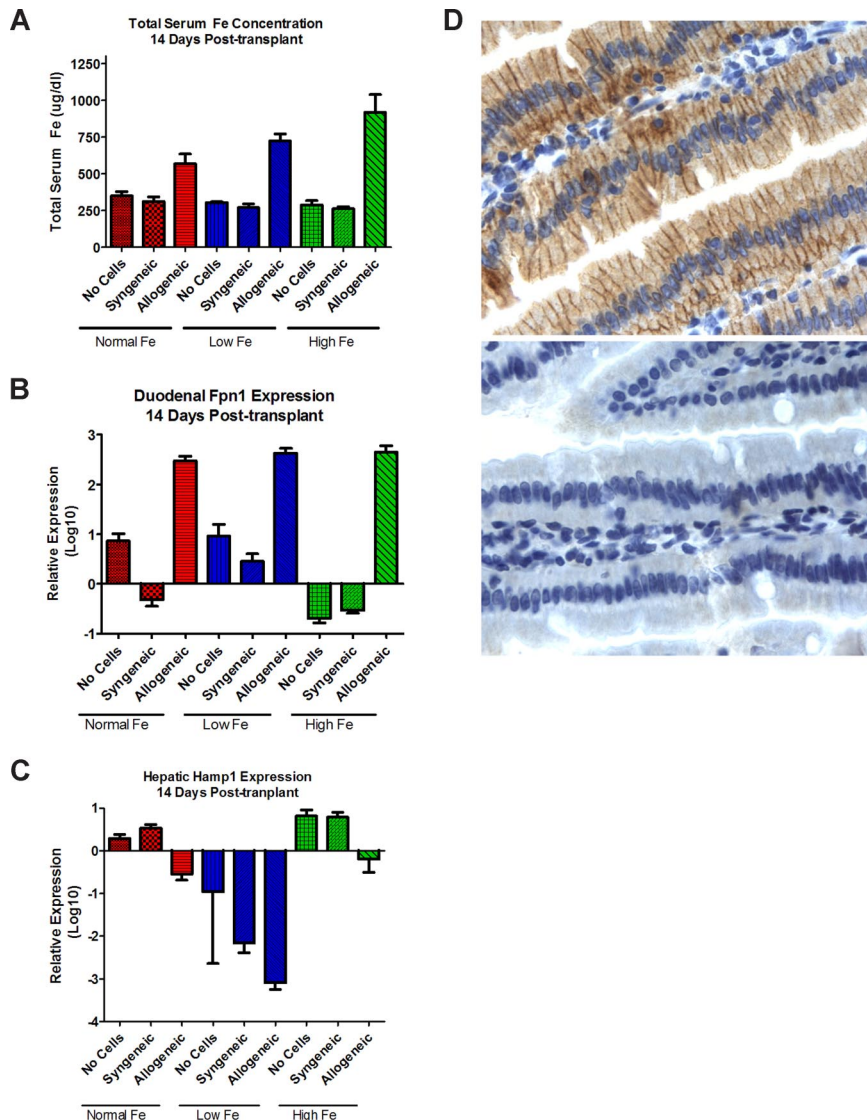 A
Total Serum Fe Concentration
14 Days Post-transplant
Total Serum Fe (ug/dl)
1250
1000
750
500
250
0
No Cells
Syngeneic
Allogeneic
No Cells
Syngeneic
Allogeneic
No Cells
Syngeneic
Allogeneic
Normal Fe
Low Fe
High Fe
B
Duodenal Fpn1 Expression
14 Days Post-transplant
Relative Expression
(Log10)
3
2
1
0
-1
No Cells
Syngeneic
Allogeneic
No Cells
Syngeneic
Allogeneic
No Cells
Syngeneic
Allogeneic
Normal Fe
Low Fe
High Fe
C
Hepatic Hamp1 Expression
14 Days Post-tranplant
Relative Expression
(Log10)
1
0
-1
-2
-3
-4
No Cells
Syngeneic
Allogeneic
No Cells
Syngeneic
Allogeneic
No Cells
Syngeneic
Allogeneic
Normal Fe
Low Fe
High Fe
D